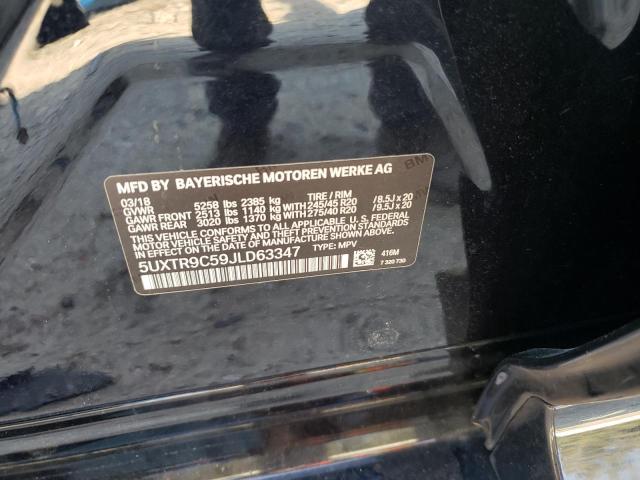 MFD BY BAYERISCHE MOTOREN WERKE AG
03/18 TIRE / RIM
GVWR 5258 lbs 2385 kg
GAWR FRONT 2513 lbs 1140 kg WITH 245/45 R20 /8.5J x 20
GAWR REAR 3020 lbs 1370 kg WITH 275/40 R20 /9.5J x 20
THIS VEHICLE CONFORMS TO ALL APPLICABLE U.S. FEDERAL
MOTOR VEHICLE SAFETY, BUMPER, AND THEFT PREVENTION
STANDARDS IN EFFECT ON THE DATE OF MANUFACTURE SHOWN ABOVE.
5UXTR9C59JLD63347 TYPE: MPV
416M
7 320 730